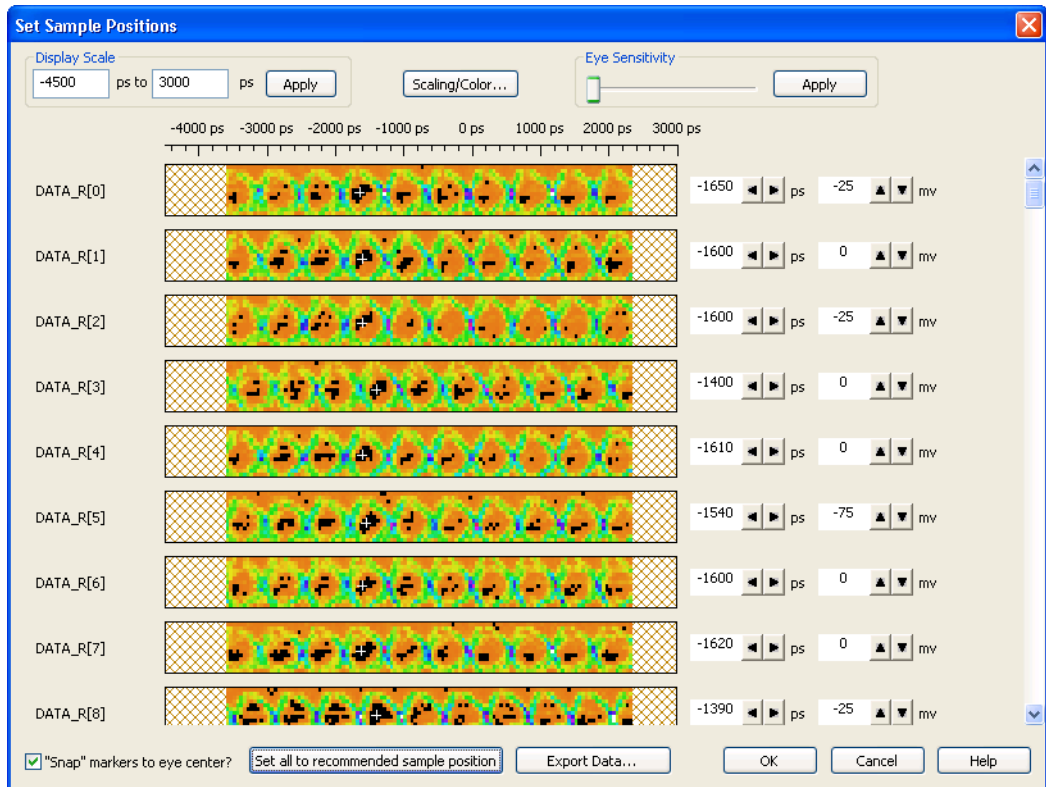 Set Sample Positions
Display Scale
-4500 ps to 3000 ps Apply
Scaling/Color...
Eye Sensitivity
Apply
-4000 ps -3000 ps -2000 ps -1000 ps 0 ps 1000 ps 2000 ps 3000 ps
DATA_R[0] -1650 ps -25 mv
DATA_R[1] -1600 ps 0 mv
DATA_R[2] -1600 ps -25 mv
DATA_R[3] -1400 ps 0 mv
DATA_R[4] -1610 ps 0 mv
DATA_R[5] -1540 ps -75 mv
DATA_R[6] -1600 ps 0 mv
DATA_R[7] -1620 ps 0 mv
DATA_R[8] -1390 ps -25 mv
"Snap" markers to eye center? Set all to recommended sample position Export Data... OK Cancel Help